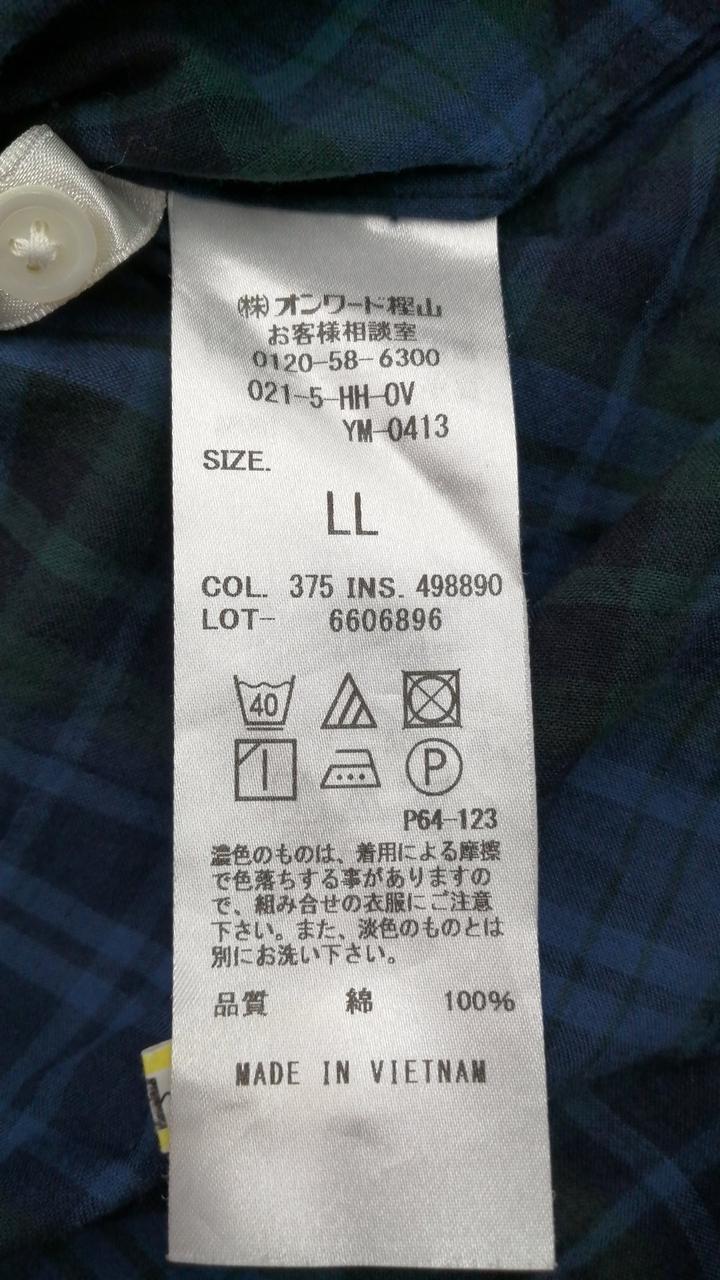 (株)オンワード樫山
お客様相談室
0120-58-6300
021-5-HH-OV
YM-0413
SIZE.
LL
COL. 375 INS. 498890
LOT- 6606896
40
P
P64-123
濃色のものは、着用による摩擦
で色落ちする事がありますの
で、組み合せの衣服にご注意
下さい。また、淡色のものとは
別にお洗い下さい。
品質 綿 100%
MADE IN VIETNAM